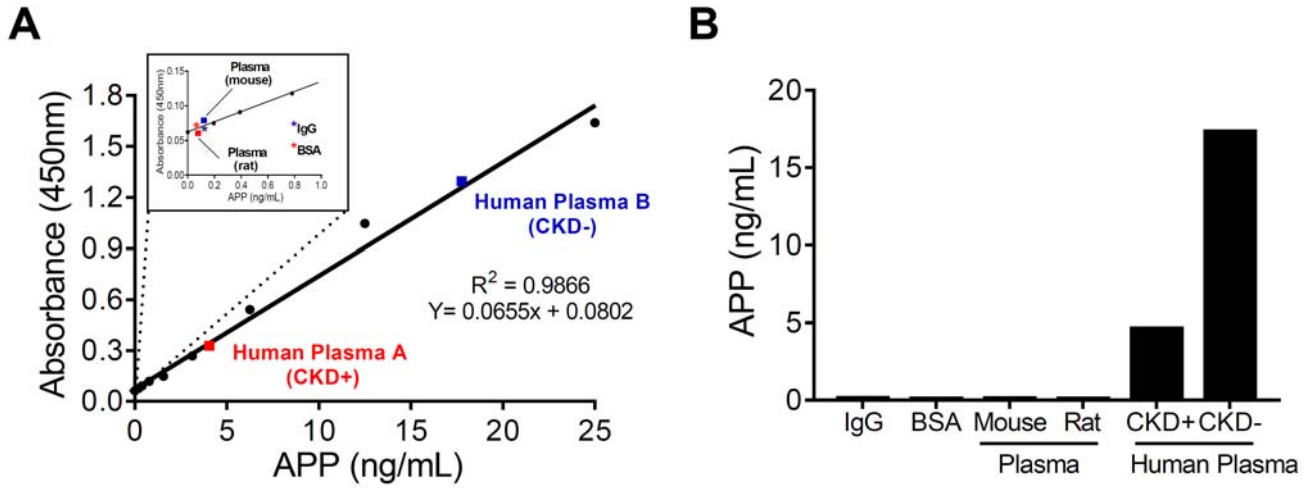 A
Absorbance (450nm)
1.8
1.5
1.2
0.9
0.6
0.3
0.0
0
5
10
15
20
25
APP (ng/mL)
Absorbance (450nm)
0.15
0.10
0.05
0.00
0.0
0.2
0.4
0.6
0.8
1.0
APP (ng/mL)
Plasma
(mouse)
Plasma
(rat)
*IgG
*BSA
Human Plasma B
(CKD-)
R² = 0.9866
Y= 0.0655x + 0.0802
Human Plasma A
(CKD+)
B
APP (ng/mL)
20
15
10
5
0
IgG
BSA
Mouse
Rat
CKD+
CKD-
Plasma
Human Plasma